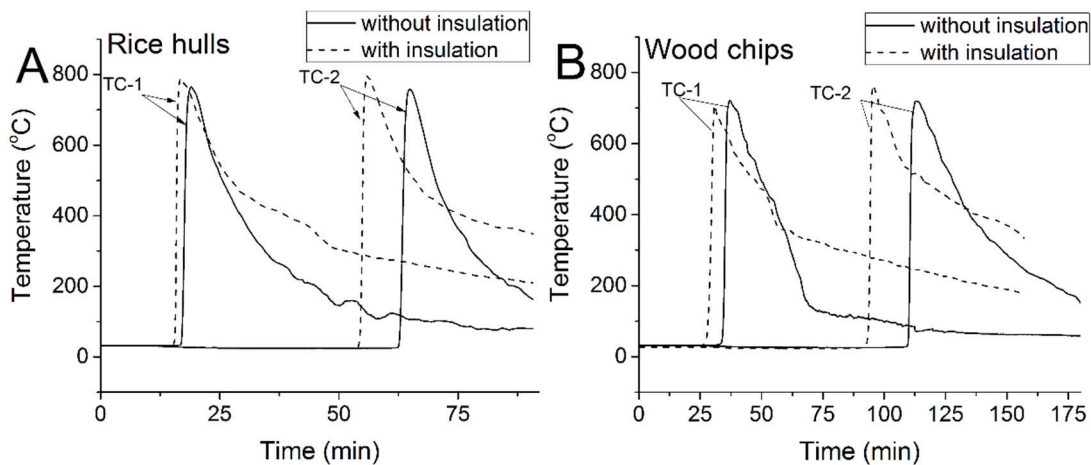 A
Rice hulls
without insulation
with insulation
TC-1
TC-2
800
600
400
200
0
Temperature (°C)
0
25
50
75
Time (min)
B
Wood chips
without insulation
with insulation
TC-1
TC-2
800
600
400
200
0
Temperature (°C)
0
25
50
75
100
125
150
175
Time (min)